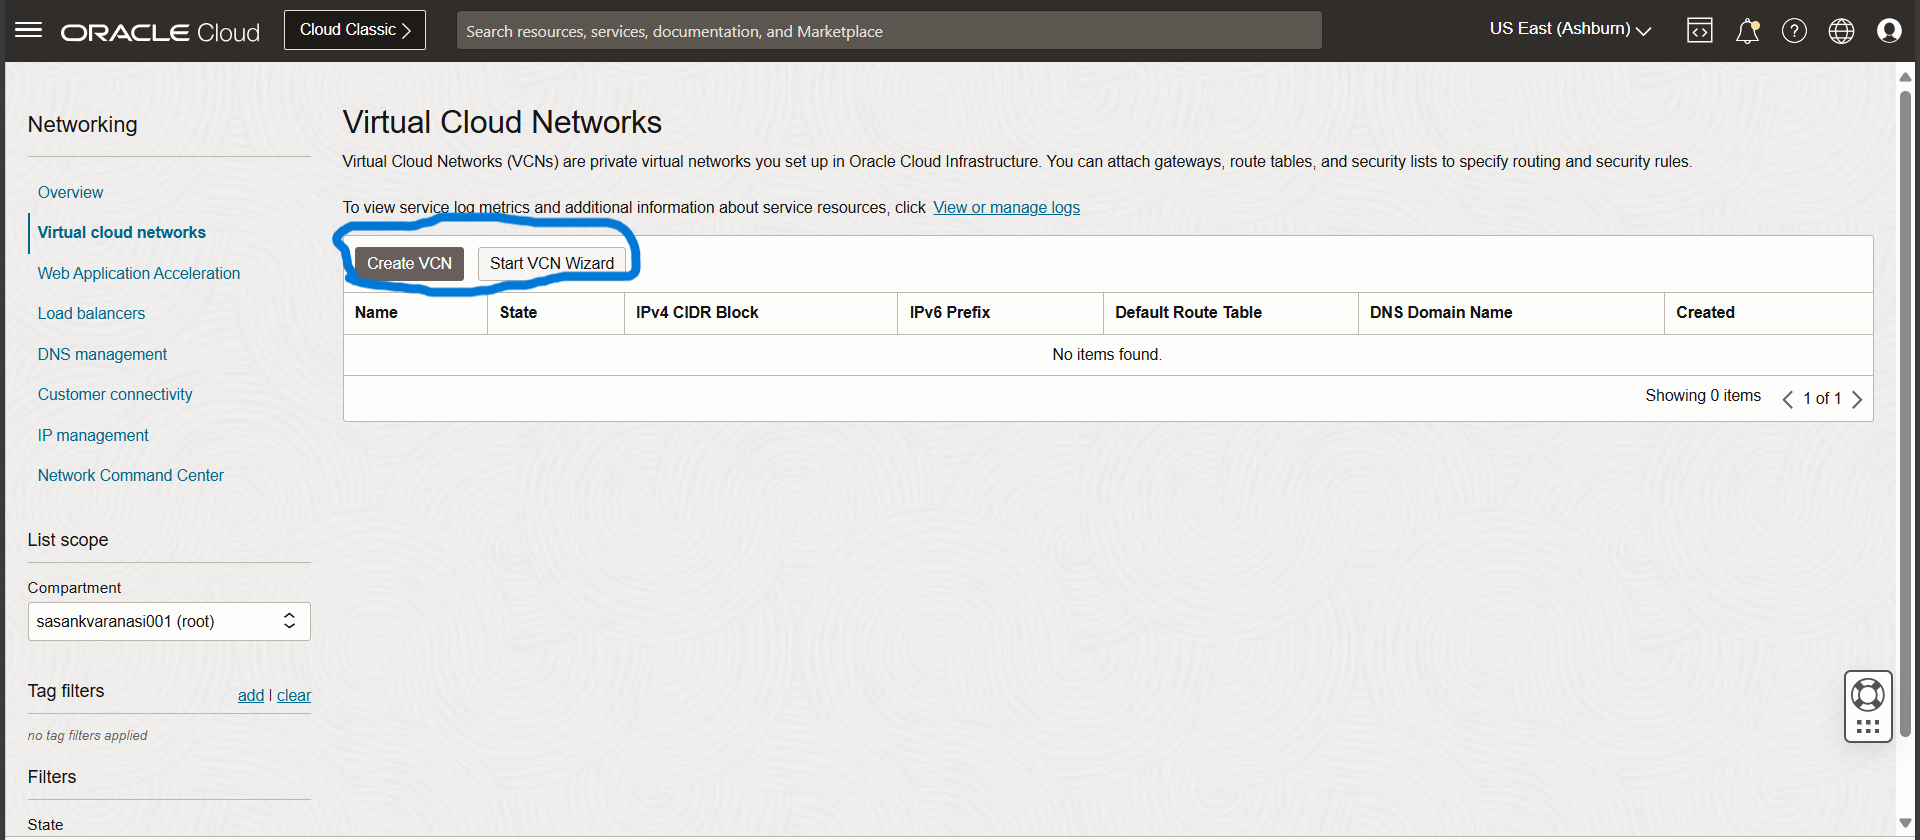 ORACLE Cloud
Cloud Classic
Search resources, services, documentation, and Marketplace
US East (Ashburn)
Networking
Overview
Virtual cloud networks
Web Application Acceleration
Load balancers
DNS management
Customer connectivity
IP management
Network Command Center
List scope
Compartment
sasankvaranasi001 (root)
Tag filters
add | clear
no tag filters applied
Filters
State
Virtual Cloud Networks
Virtual Cloud Networks (VCNs) are private virtual networks you set up in Oracle Cloud Infrastructure. You can attach gateways, route tables, and security lists to specify routing and security rules.
To view service log metrics and additional information about service resources, click View or manage logs
Create VCN Start VCN Wizard
Name State IPv4 CIDR Block IPv6 Prefix Default Route Table DNS Domain Name Created
No items found.
Showing 0 items 1 of 1